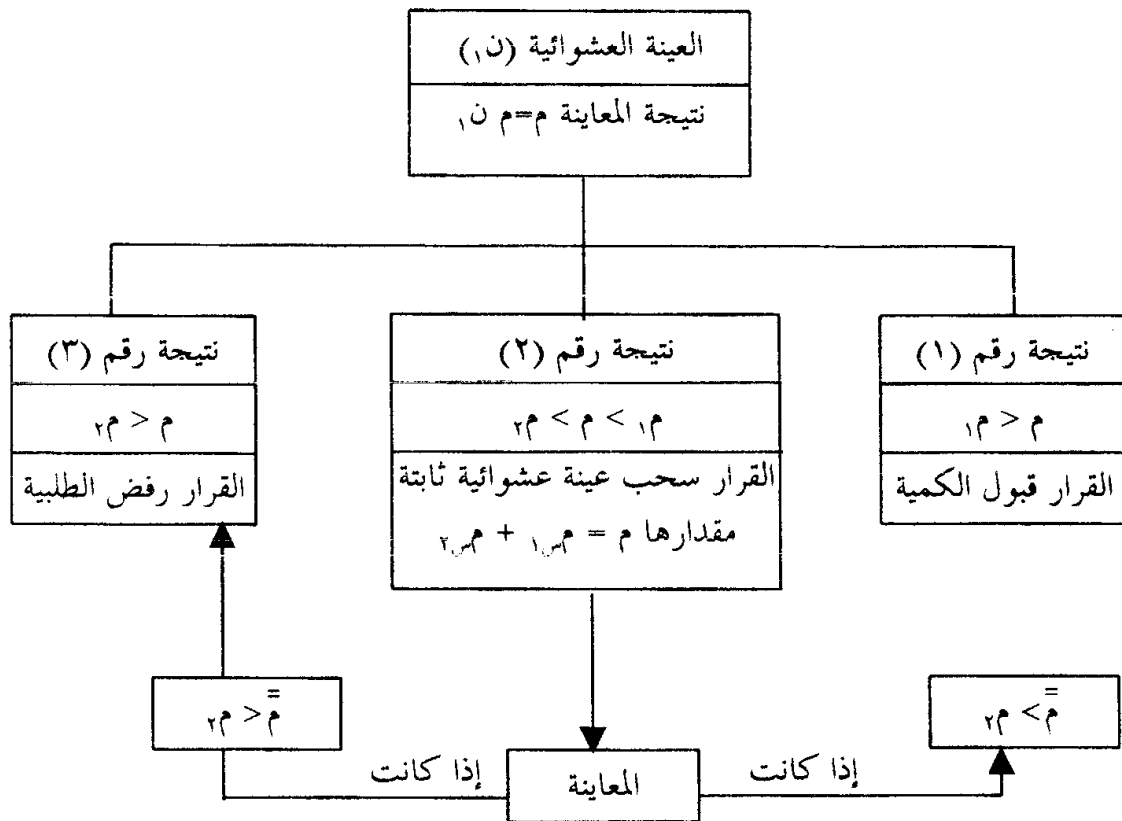 العينة العشوائية (ن١)
نتيجة المعاينة م=م ن١
نتيجة رقم (١)
م < م١
القرار قبول الكمية
نتيجة رقم (٢)
م١ < م < م٢
القرار سحب عينة عشوائية ثابتة
مقدارها م = مس١ + مس٢
نتيجة رقم (٣)
م > م٢
القرار رفض الطلبية
م̿ < م٢
إذا كانت
المعاينة
إذا كانت
م̿ > م٢